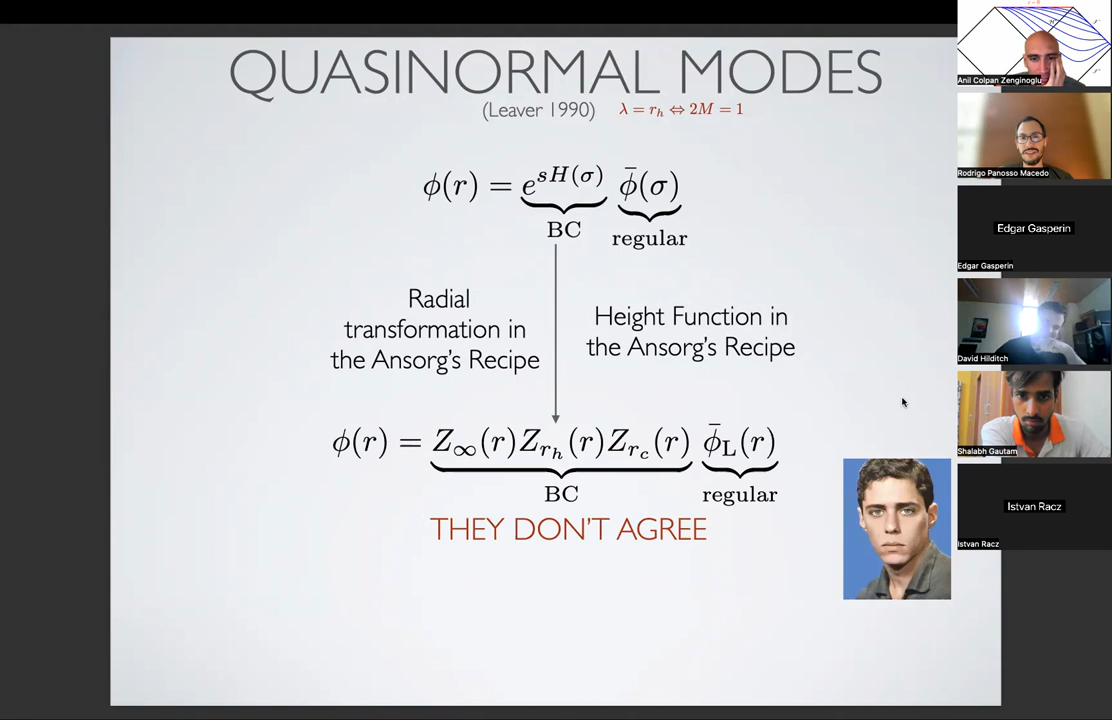 QUASINORMAL MODES
(Leaver 1990) λ = r_h ⇔ 2M = 1
ϕ(r) = e^{sH(σ)} ϕ̄(σ)
BC
regular
Radial
transformation in
the Ansorg's Recipe
Height Function in
the Ansorg's Recipe
ϕ(r) = Z_∞(r)Z_{r_h}(r)Z_{r_c}(r) ϕ̄_L(r)
BC
regular
THEY DON'T AGREE
Anil Colpan Zenginoglu
Rodrigo Panosso Macedo
Edgar Gasperin
Edgar Gasperin
David Hilditch
Shalabh Gautam
Istvan Racz
Istvan Racz